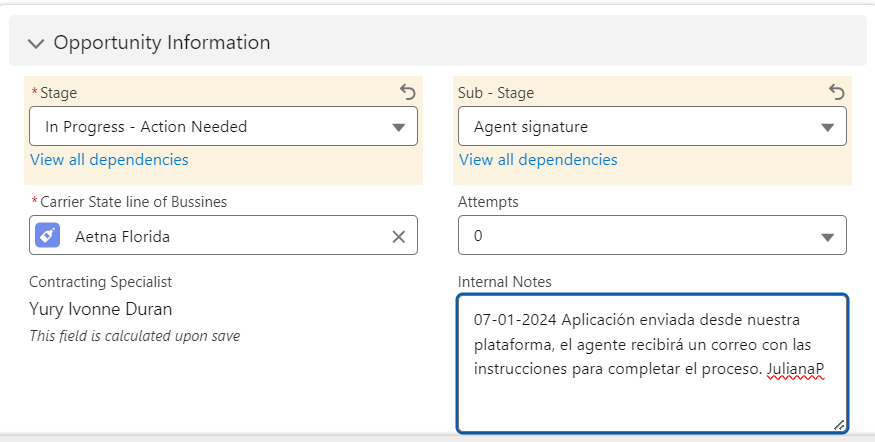 Opportunity Information
* Stage
In Progress - Action Needed
View all dependencies
Sub - Stage
Agent signature
View all dependencies
* Carrier State line of Bussines
Aetna Florida
Attempts
0
Contracting Specialist
Yury Ivonne Duran
This field is calculated upon save
Internal Notes
07-01-2024 Aplicación enviada desde nuestra
plataforma, el agente recibirá un correo con las
instrucciones para completar el proceso. JulianaP